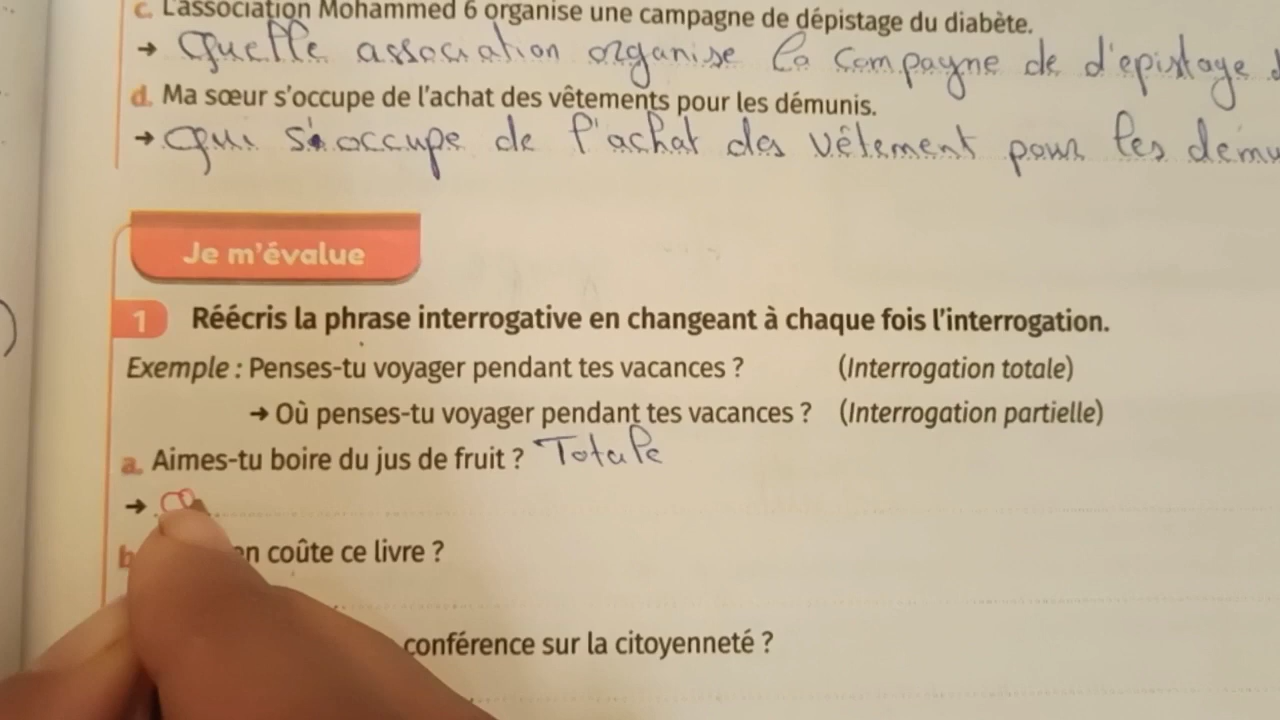 c. L'association Mohammed 6 organise une campagne de dépistage du diabète.
→ Quelle association organise la campagne de d'epistage
d. Ma sœur s'occupe de l'achat des vêtements pour les démunis.
→ Qui s'occupe de l'achat des vêtement pour les demu
Je m'évalue
1 Réécris la phrase interrogative en changeant à chaque fois l'interrogation.
Exemple : Penses-tu voyager pendant tes vacances ? (Interrogation totale)
→ Où penses-tu voyager pendant tes vacances ? (Interrogation partielle)
a. Aimes-tu boire du jus de fruit ? Totale
→
b. en coûte ce livre ?
conférence sur la citoyenneté ?